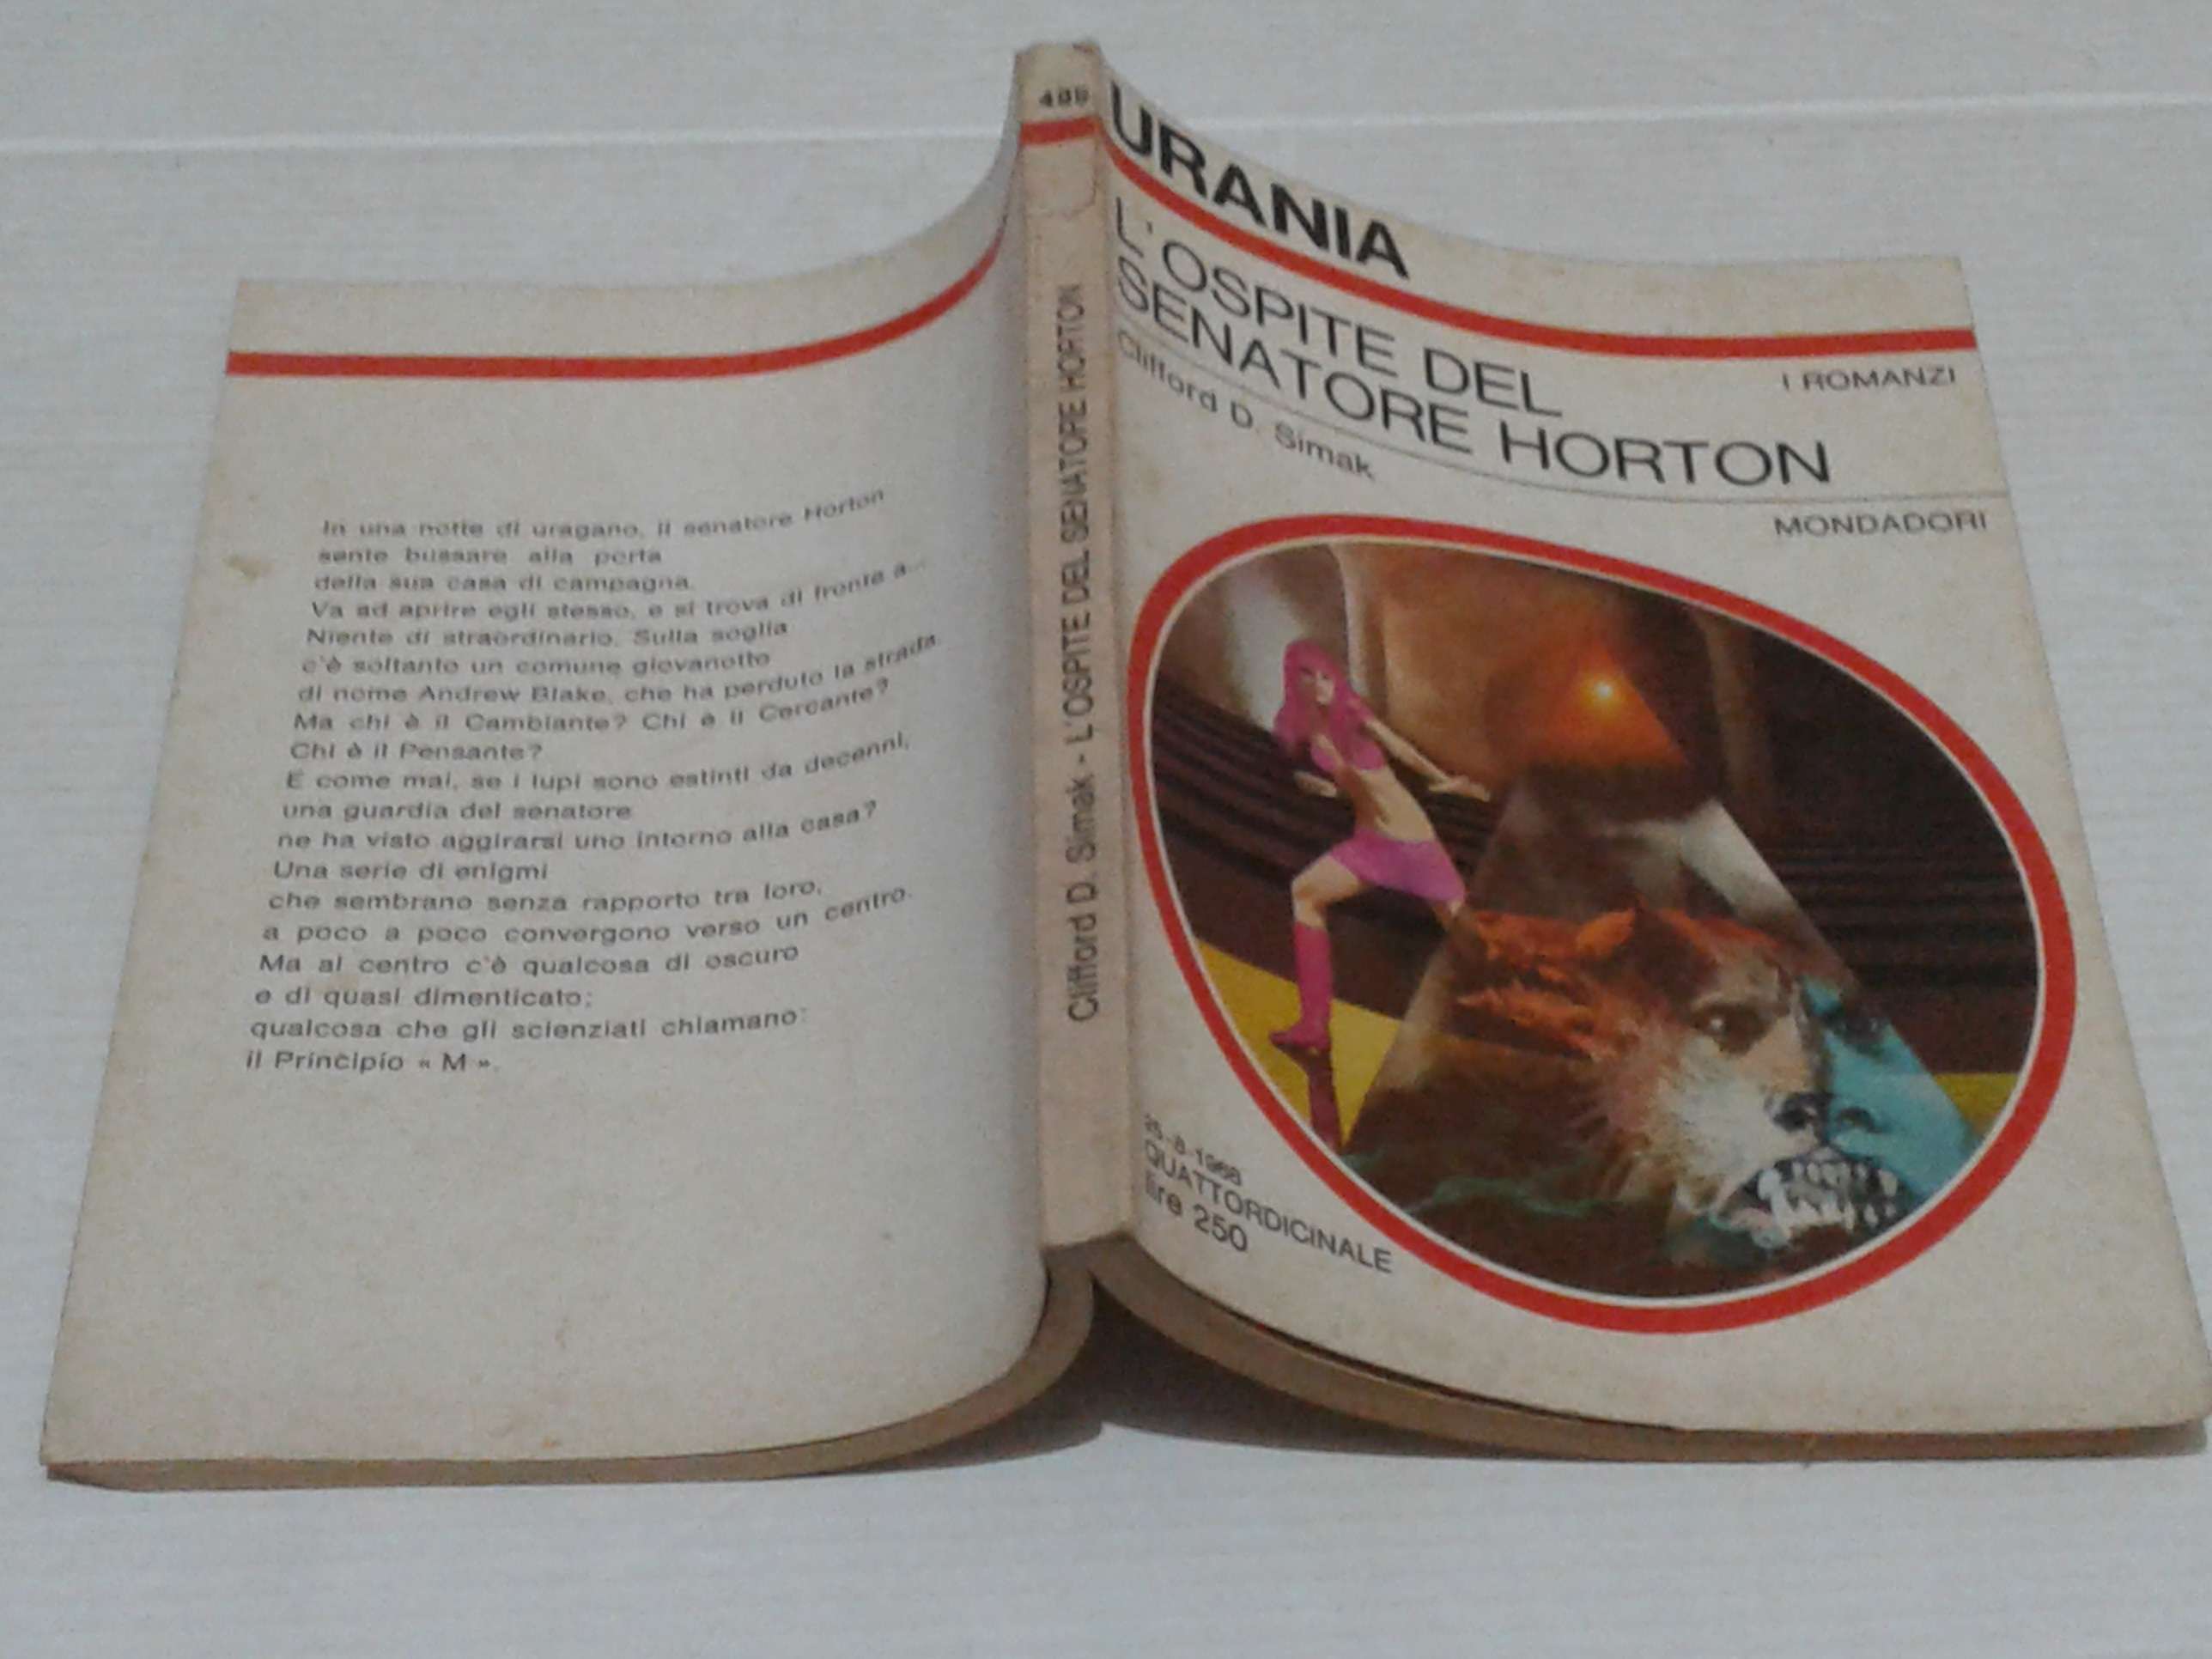 In una notte di uragano, il senatore Horton
sente bussare alla porta
della sua casa di campagna.
Va ad aprire egli stesso, e si trova di fronte a...
Niente di straordinario. Sulla soglia
c'è soltanto un comune giovanotto
di nome Andrew Blake, che ha perduto la strada.
Ma chi è il Cambiante? Chi è il Cercante?
Chi è il Pensante?
E come mai, se i lupi sono estinti da decenni,
una guardia del senatore
ne ha visto aggirarsi uno intorno alla casa?
Una serie di enigmi
che sembrano senza rapporto tra loro,
a poco a poco convergono verso un centro.
Ma al centro c'è qualcosa di oscuro
e di quasi dimenticato;
qualcosa che gli scienziati chiamano:
il Principio « M ».
Clifford D. Simak - L'OSPITE DEL SENATORE HORTON
URANIA
L'OSPITE DEL
SENATORE HORTON
I ROMANZI
Clifford D. Simak
MONDADORI
QUATTORDICINALE
lire 250